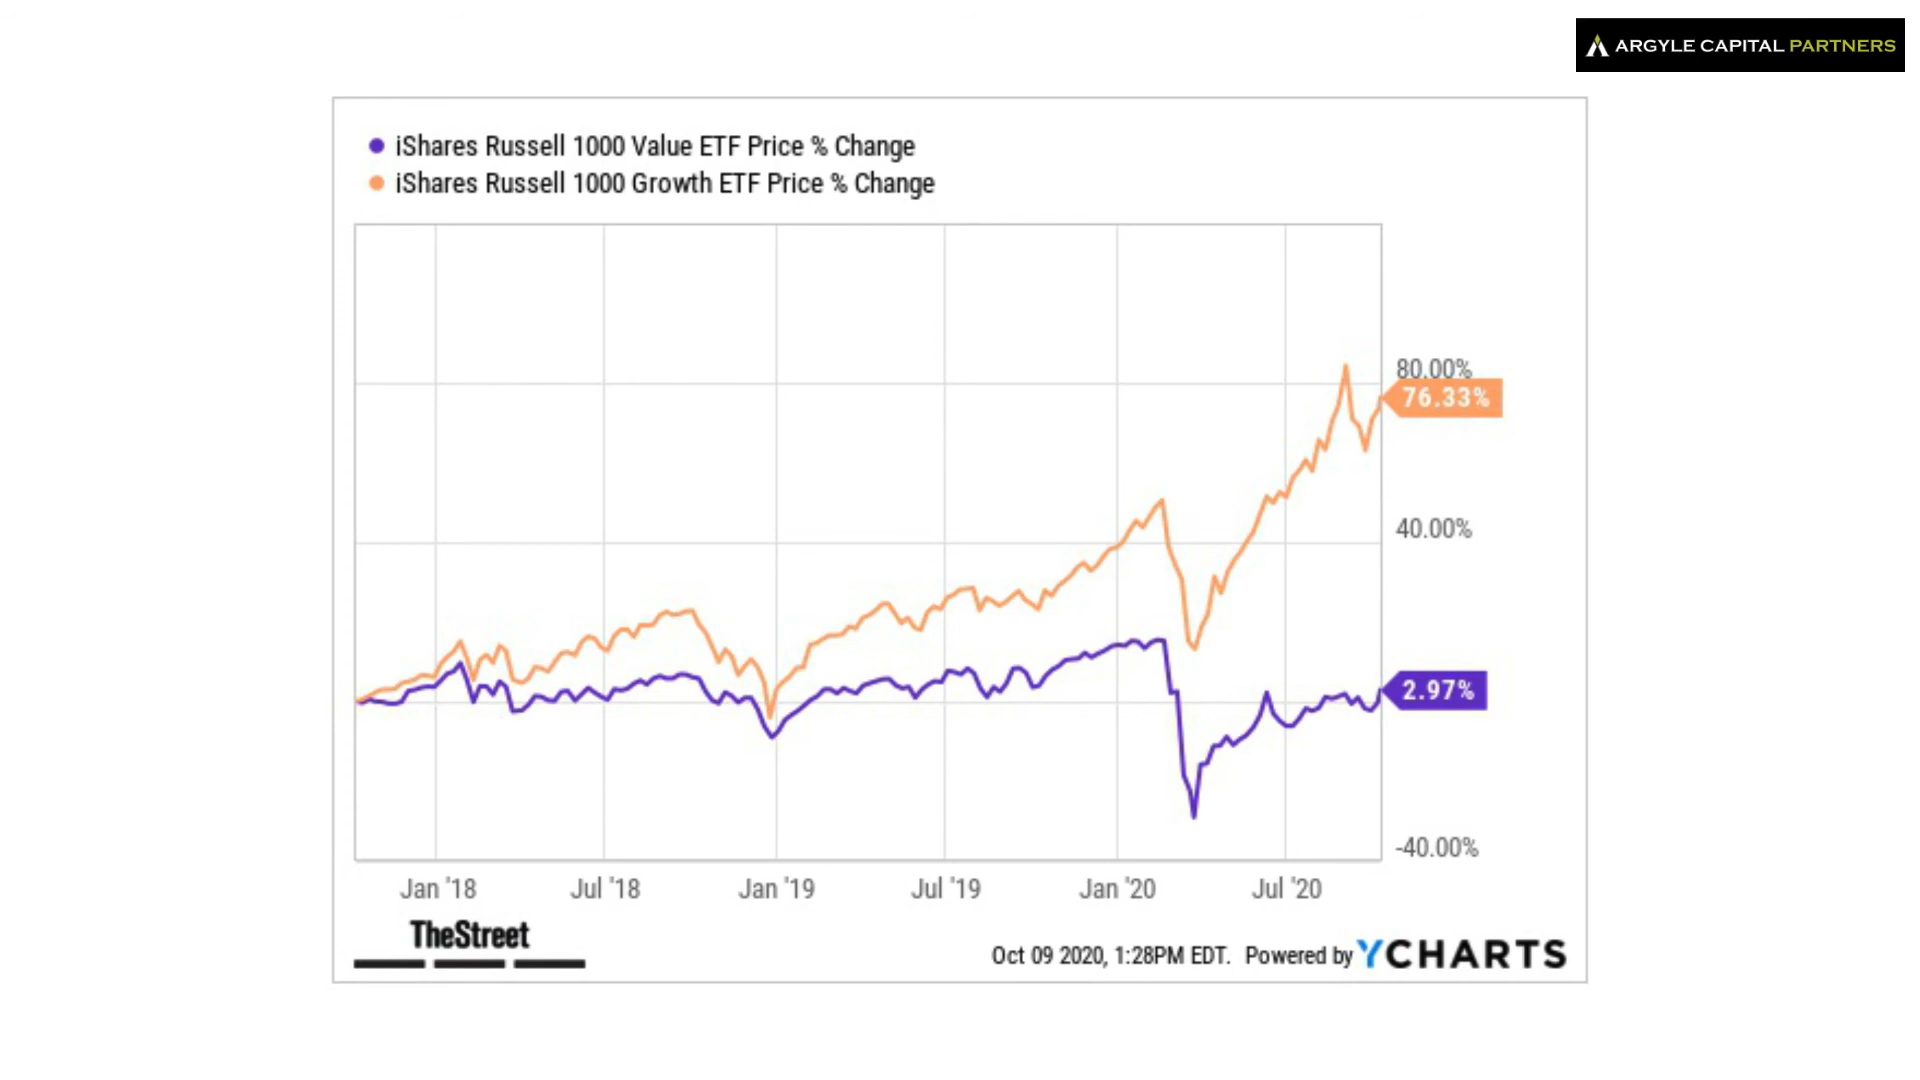 ARGYLE CAPITAL PARTNERS
iShares Russell 1000 Value ETF Price % Change
iShares Russell 1000 Growth ETF Price % Change
80.00%
76.33%
40.00%
2.97%
-40.00%
Jan '18 Jul '18 Jan '19 Jul '19 Jan '20 Jul '20
TheStreet
Oct 09 2020, 1:28PM EDT. Powered by YCHARTS